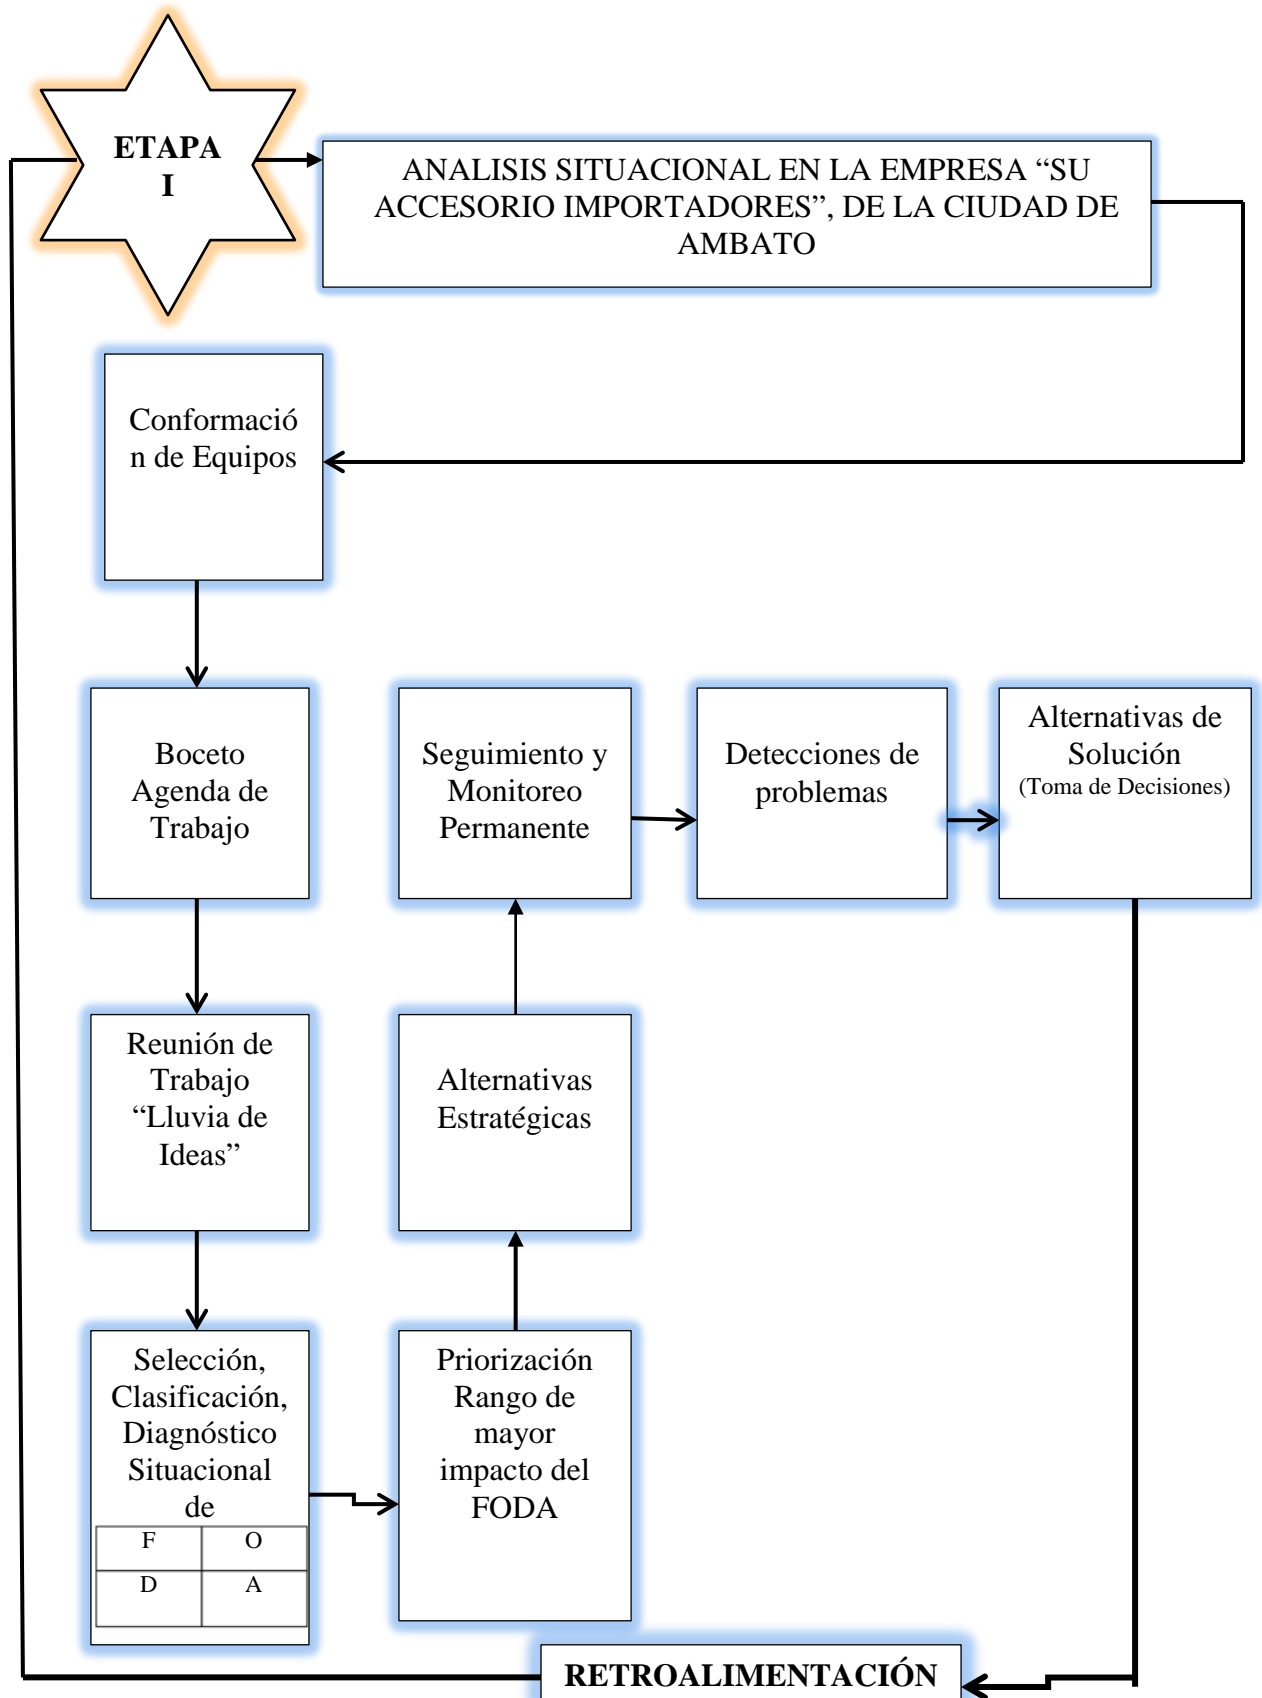 ETAPA
I
ANALISIS SITUACIONAL EN LA EMPRESA “SU
ACCESORIO IMPORTADORES”, DE LA CIUDAD DE
AMBATO
Conformació
n de Equipos
Boceto
Agenda de
Trabajo
Seguimiento y
Monitoreo
Permanente
Detecciones de
problemas
Alternativas de
Solución
(Toma de Decisiones)
Reunión de
Trabajo
“Lluvia de
Ideas”
Alternativas
Estratégicas
Selección,
Clasificación,
Diagnóstico
Situacional
de
F O
D A
Priorización
Rango de
mayor
impacto del
FODA
RETROALIMENTACIÓN